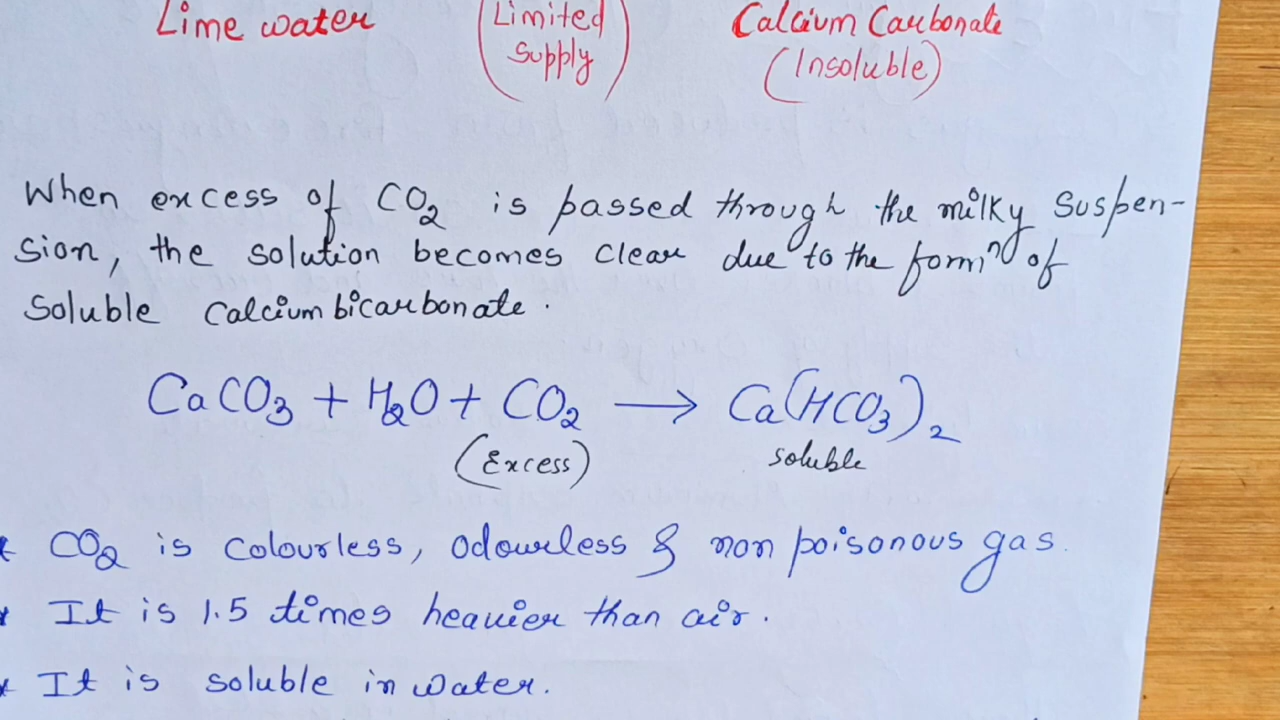 Lime water (Limited Supply) Calcium Carbonate (Insoluble)
When excess of CO2 is passed through the milky Suspen-
sion, the solution becomes clear due to the formⁿ of
Soluble Calcium bicarbonate.
CaCO3 + H2O + CO2 → Ca(HCO3)2
(Excess) soluble
* CO2 is colourless, odourless & non poisonous gas.
* It is 1.5 times heavier than air.
* It is soluble in water.